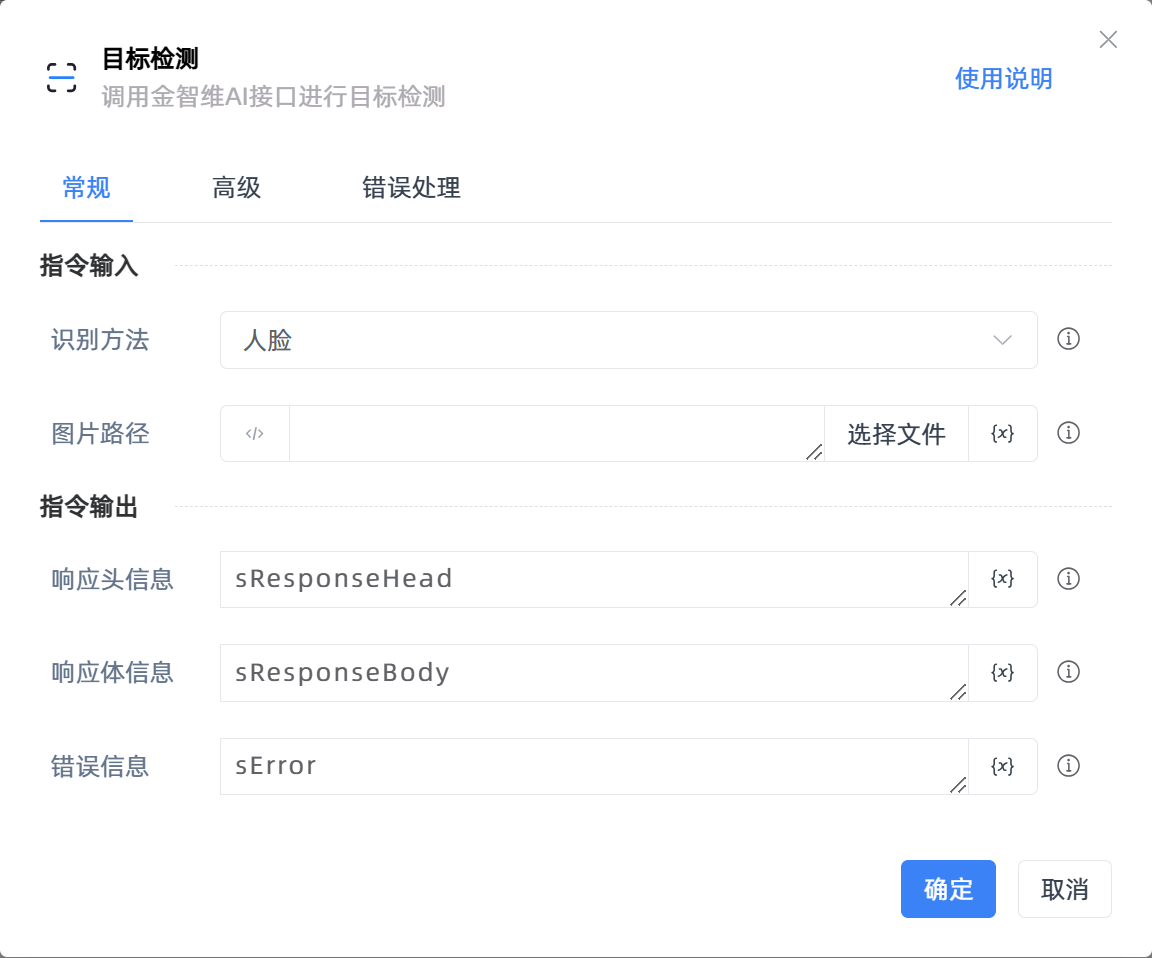 目标检测
调用金智维AI接口进行目标检测
使用说明
常规
高级
错误处理
指令输入
识别方法
人脸
图片路径
</>
选择文件
{x}
指令输出
响应头信息
sResponseHead
{x}
响应体信息
sResponseBody
{x}
错误信息
sError
{x}
确定
取消